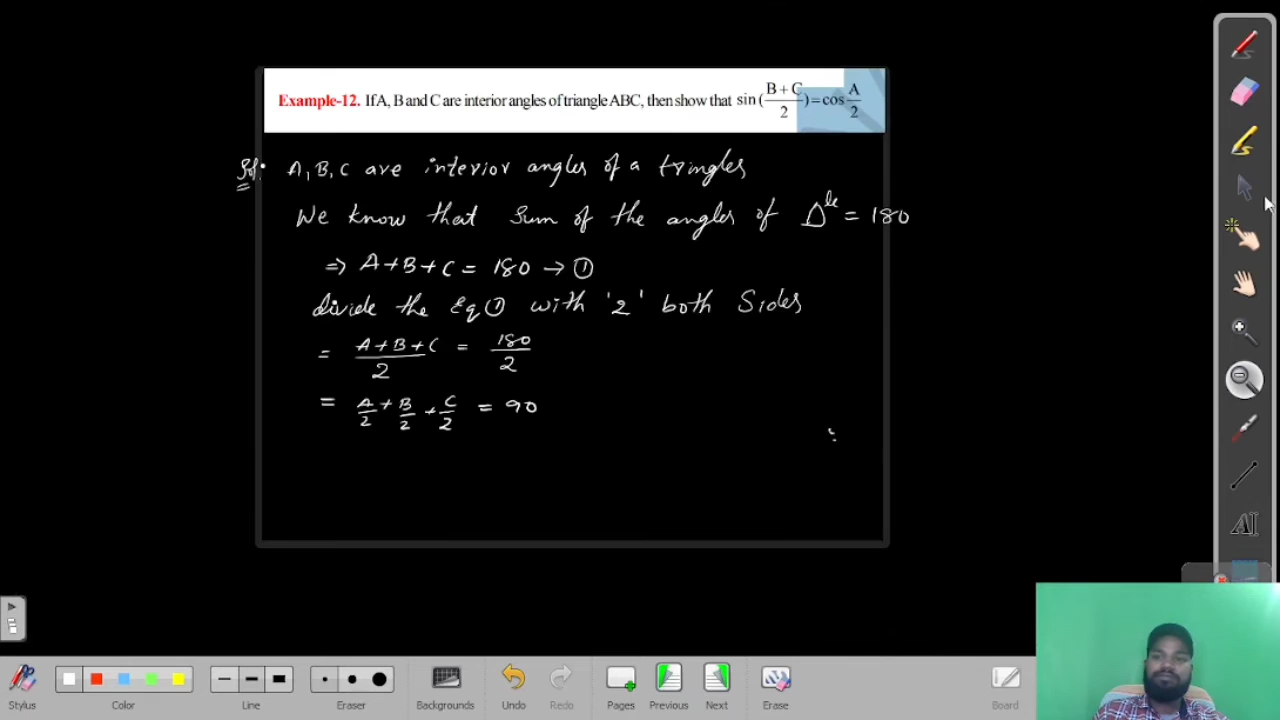 Example-12. If A, B and C are interior angles of triangle ABC, then show that sin(B + C/2)=cos A/2
Sol: A, B, C are interior angles of a tringles
We know that Sum of the angles of Δle = 180
⇒ A+B+C = 180 → ①
divide the Eq ① with '2' both Sides
= A+B+C/2 = 180/2
= A/2 + B/2 + C/2 = 90
AI
Stylus
Color
Line
Eraser
Backgrounds
Undo
Redo
Pages
Previous
Next
Erase
Board